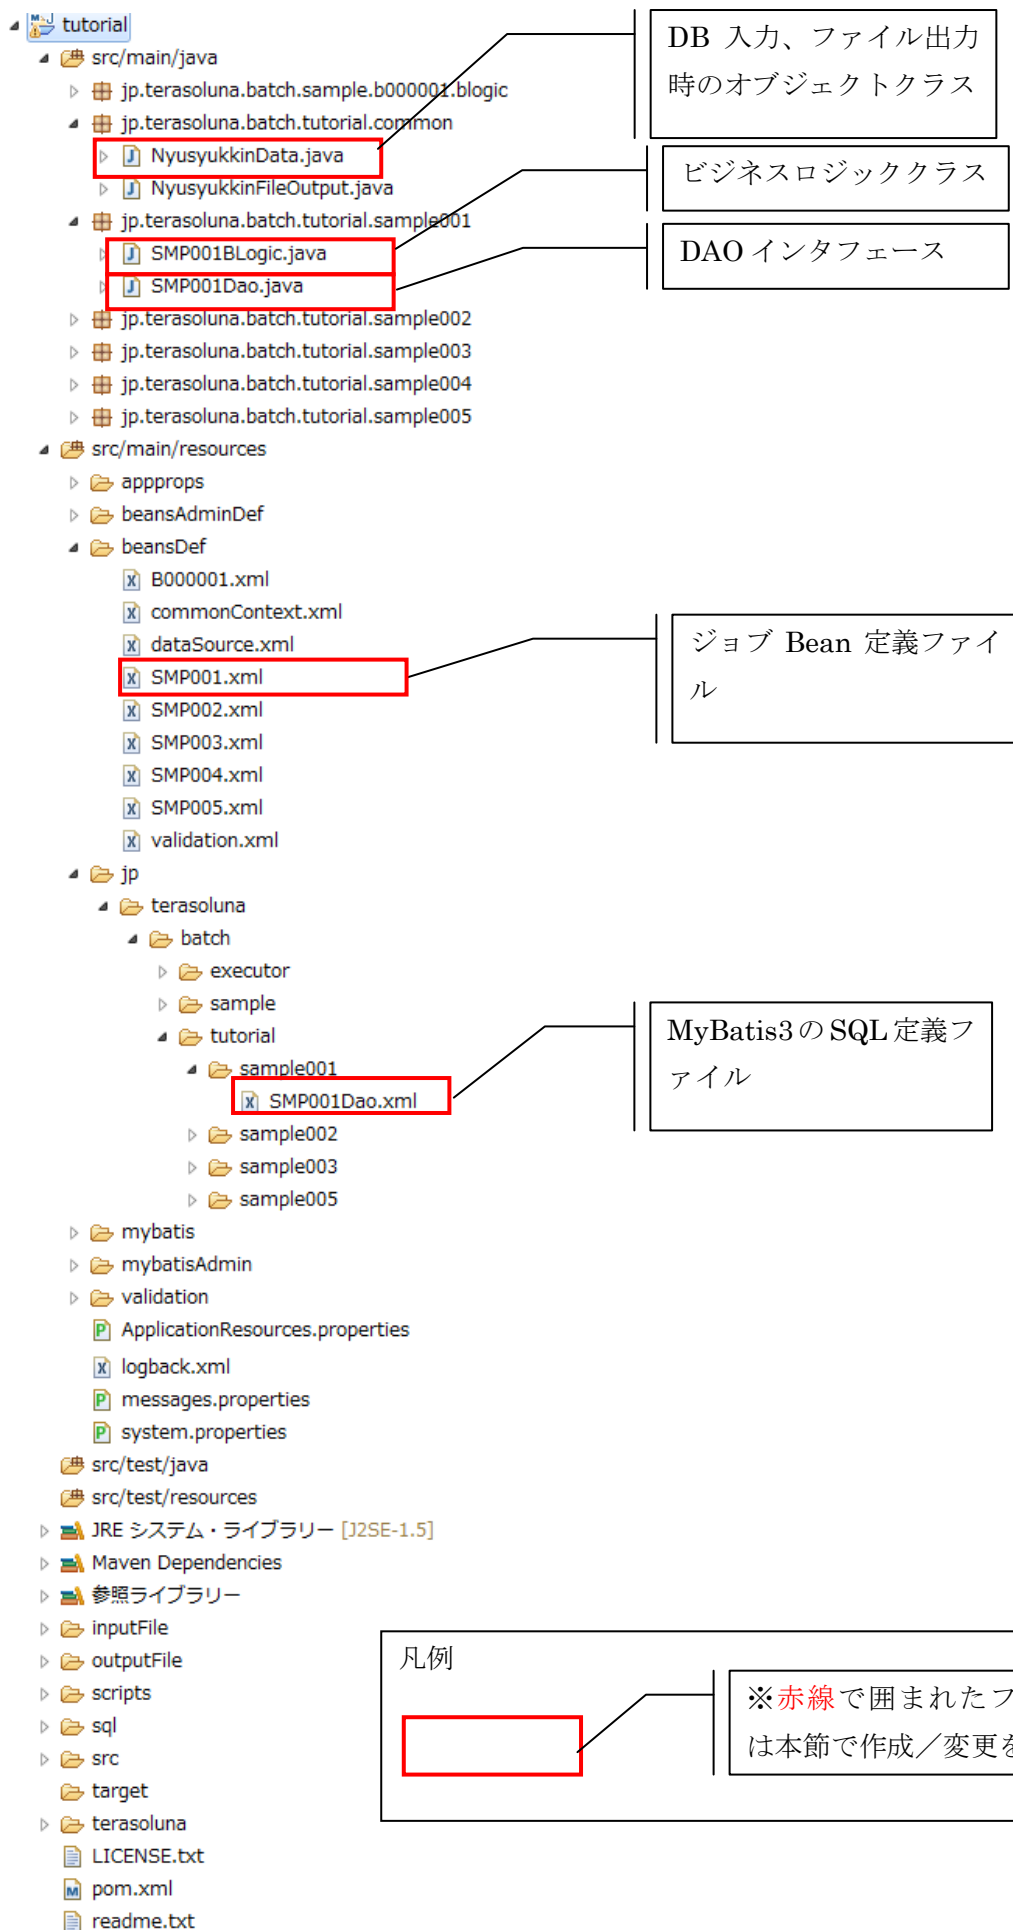 tutorial
src/main/java
jp.terasoluna.batch.sample.b000001.blogic
jp.terasoluna.batch.tutorial.common
NyusyukkinData.java
NyusyukkinFileOutput.java
jp.terasoluna.batch.tutorial.sample001
SMP001BLogic.java
SMP001Dao.java
jp.terasoluna.batch.tutorial.sample002
jp.terasoluna.batch.tutorial.sample003
jp.terasoluna.batch.tutorial.sample004
jp.terasoluna.batch.tutorial.sample005
src/main/resources
appprops
beansAdminDef
beansDef
B000001.xml
commonContext.xml
dataSource.xml
SMP001.xml
SMP002.xml
SMP003.xml
SMP004.xml
SMP005.xml
validation.xml
jp
terasoluna
batch
executor
sample
tutorial
sample001
SMP001Dao.xml
sample002
sample003
sample005
mybatis
mybatisAdmin
validation
ApplicationResources.properties
logback.xml
messages.properties
system.properties
src/test/java
src/test/resources
JRE システム・ライブラリー [J2SE-1.5]
Maven Dependencies
参照ライブラリー
inputFile
outputFile
scripts
sql
src
target
terasoluna
LICENSE.txt
pom.xml
readme.txt
DB 入力、ファイル出力
時のオブジェクトクラス
ビジネスロジッククラス
DAO インタフェース
ジョブ Bean 定義ファイ
ル
MyBatis3 の SQL 定義フ
ァイル
凡例
※赤線で囲まれたフ
は本節で作成／変更を